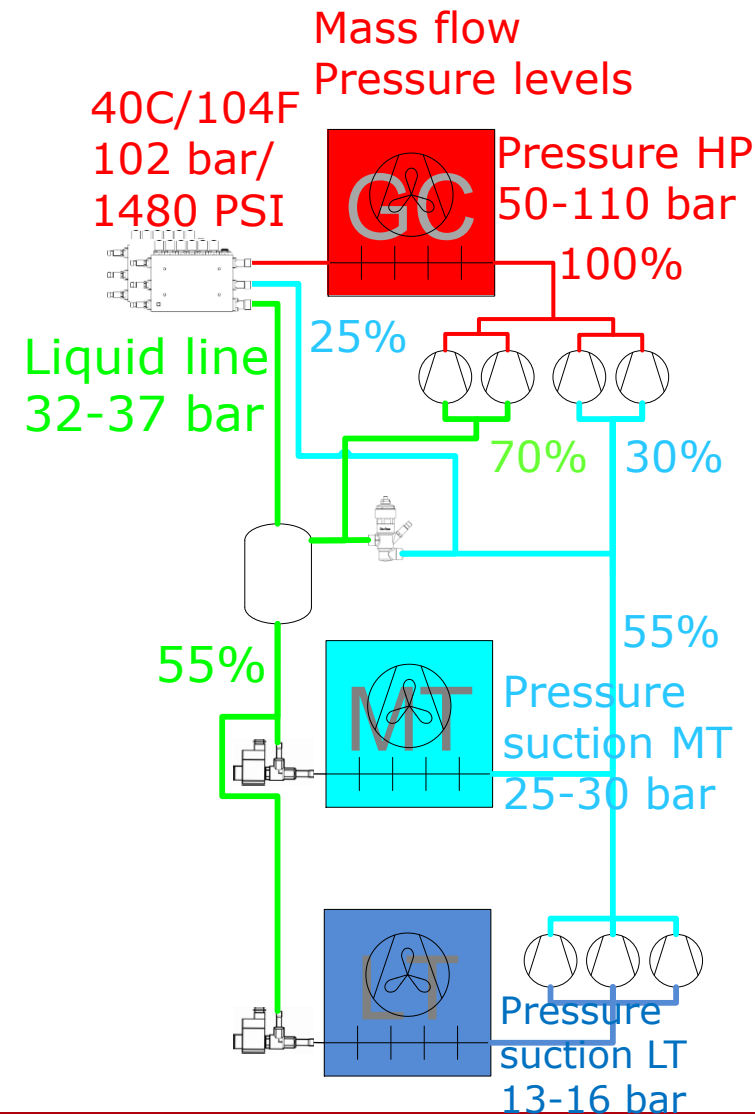 Mass flow
Pressure levels
40C/104F
102 bar/
1480 PSI
GC
Pressure HP
50-110 bar
100%
25%
Liquid line
32-37 bar
70%
30%
55%
55%
MT
Pressure
suction MT
25-30 bar
LT
Pressure
suction LT
13-16 bar